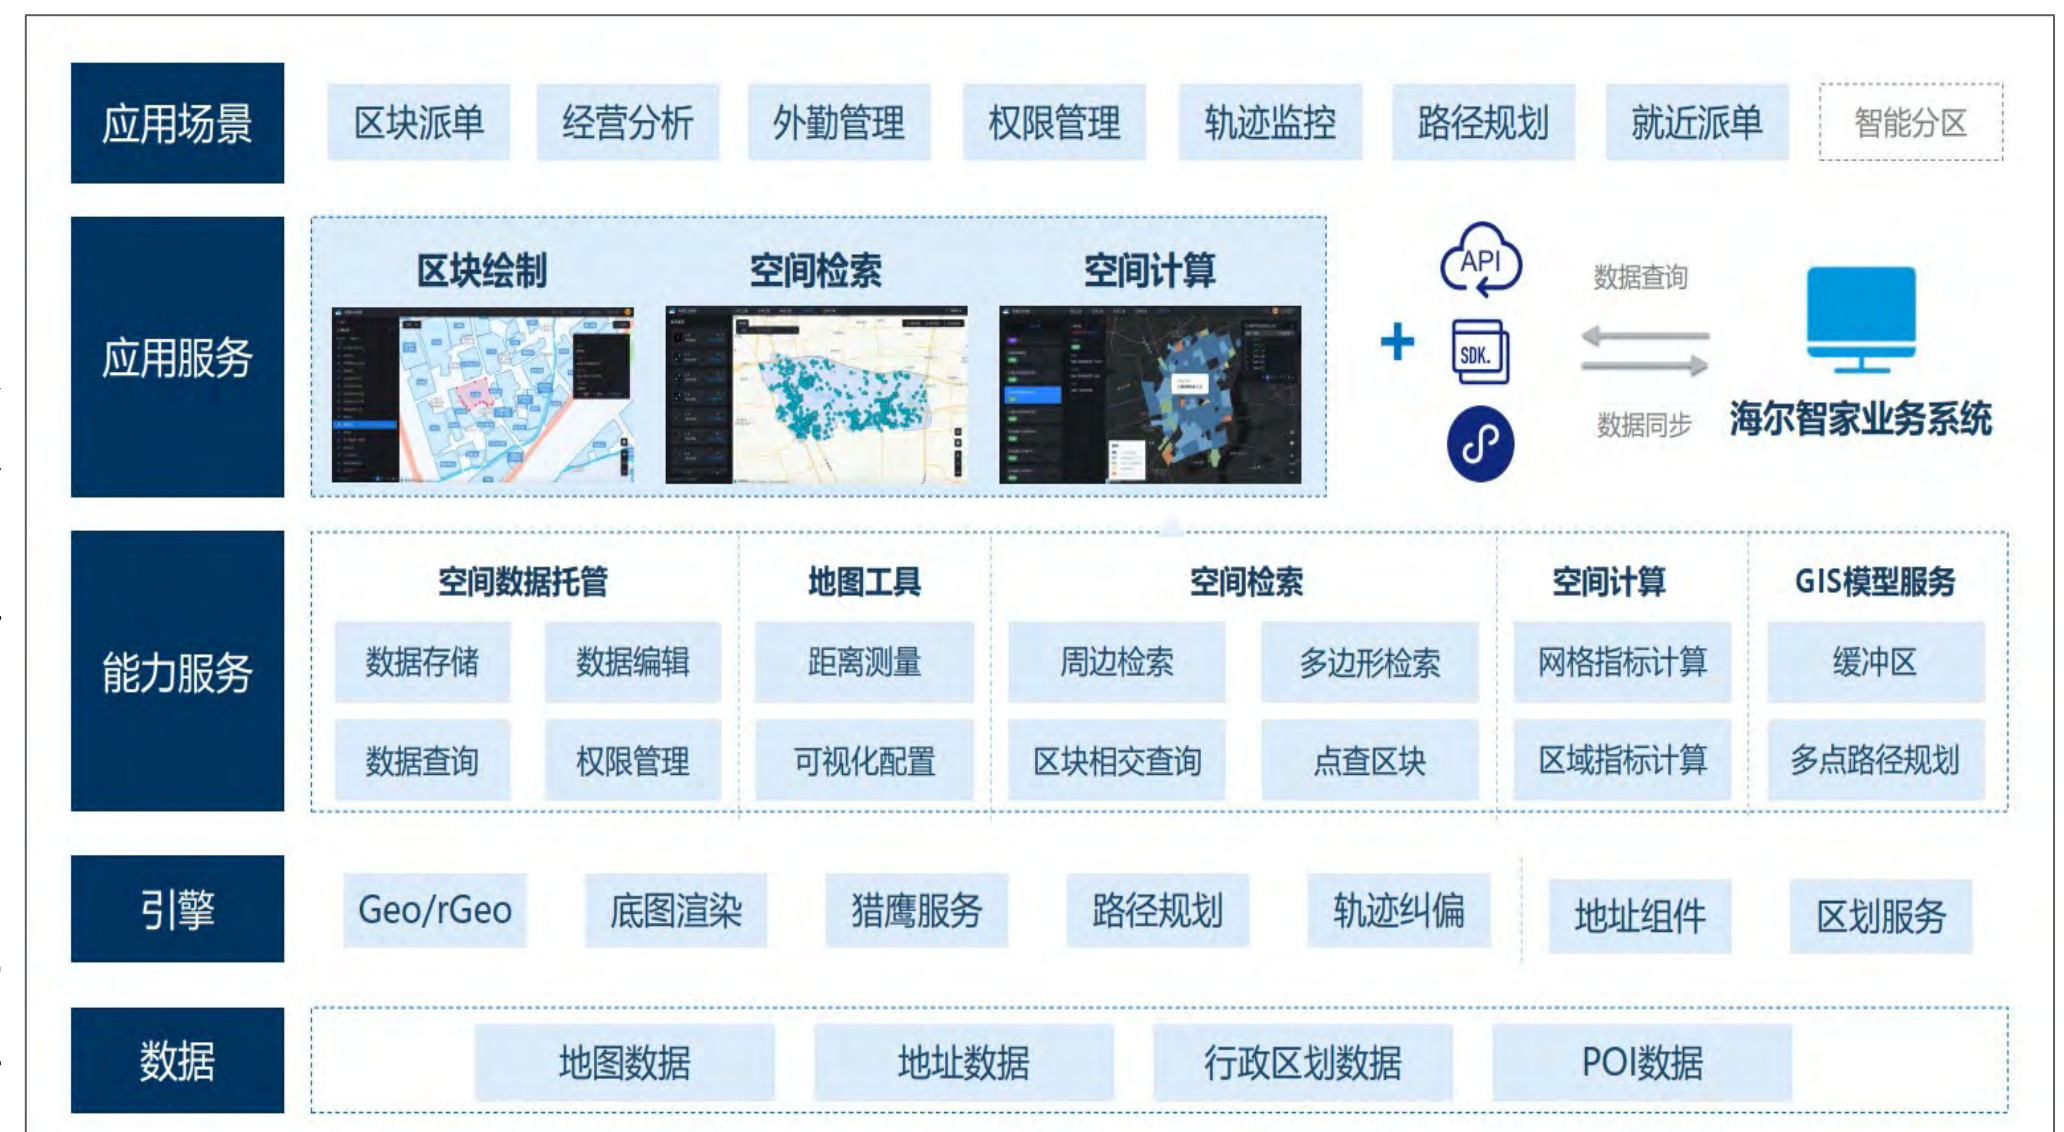 应用场景
区块派单 经营分析 外勤管理 权限管理 轨迹监控 路径规划 就近派单 智能分区
应用服务
区块绘制 空间检索 空间计算
API
SDK.
数据查询
数据同步
海尔智家业务系统
能力服务
空间数据托管 地图工具 空间检索 空间计算 GIS模型服务
数据存储 数据编辑 距离测量 周边检索 多边形检索 网格指标计算 缓冲区
数据查询 权限管理 可视化配置 区块相交查询 点查区块 区域指标计算 多点路径规划
引擎
Geo/rGeo 底图渲染 猎鹰服务 路径规划 轨迹纠偏 地址组件 区划服务
数据
地图数据 地址数据 行政区划数据 POI数据